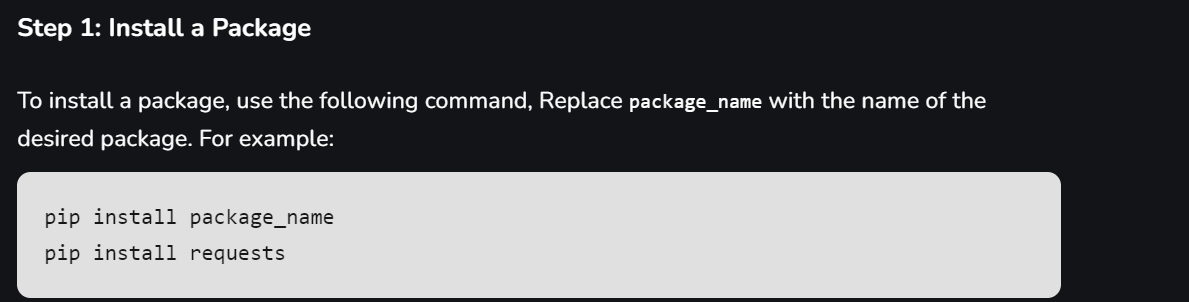 Step 1: Install a Package
To install a package, use the following command, Replace package_name with the name of the
desired package. For example:
pip install package_name
pip install requests